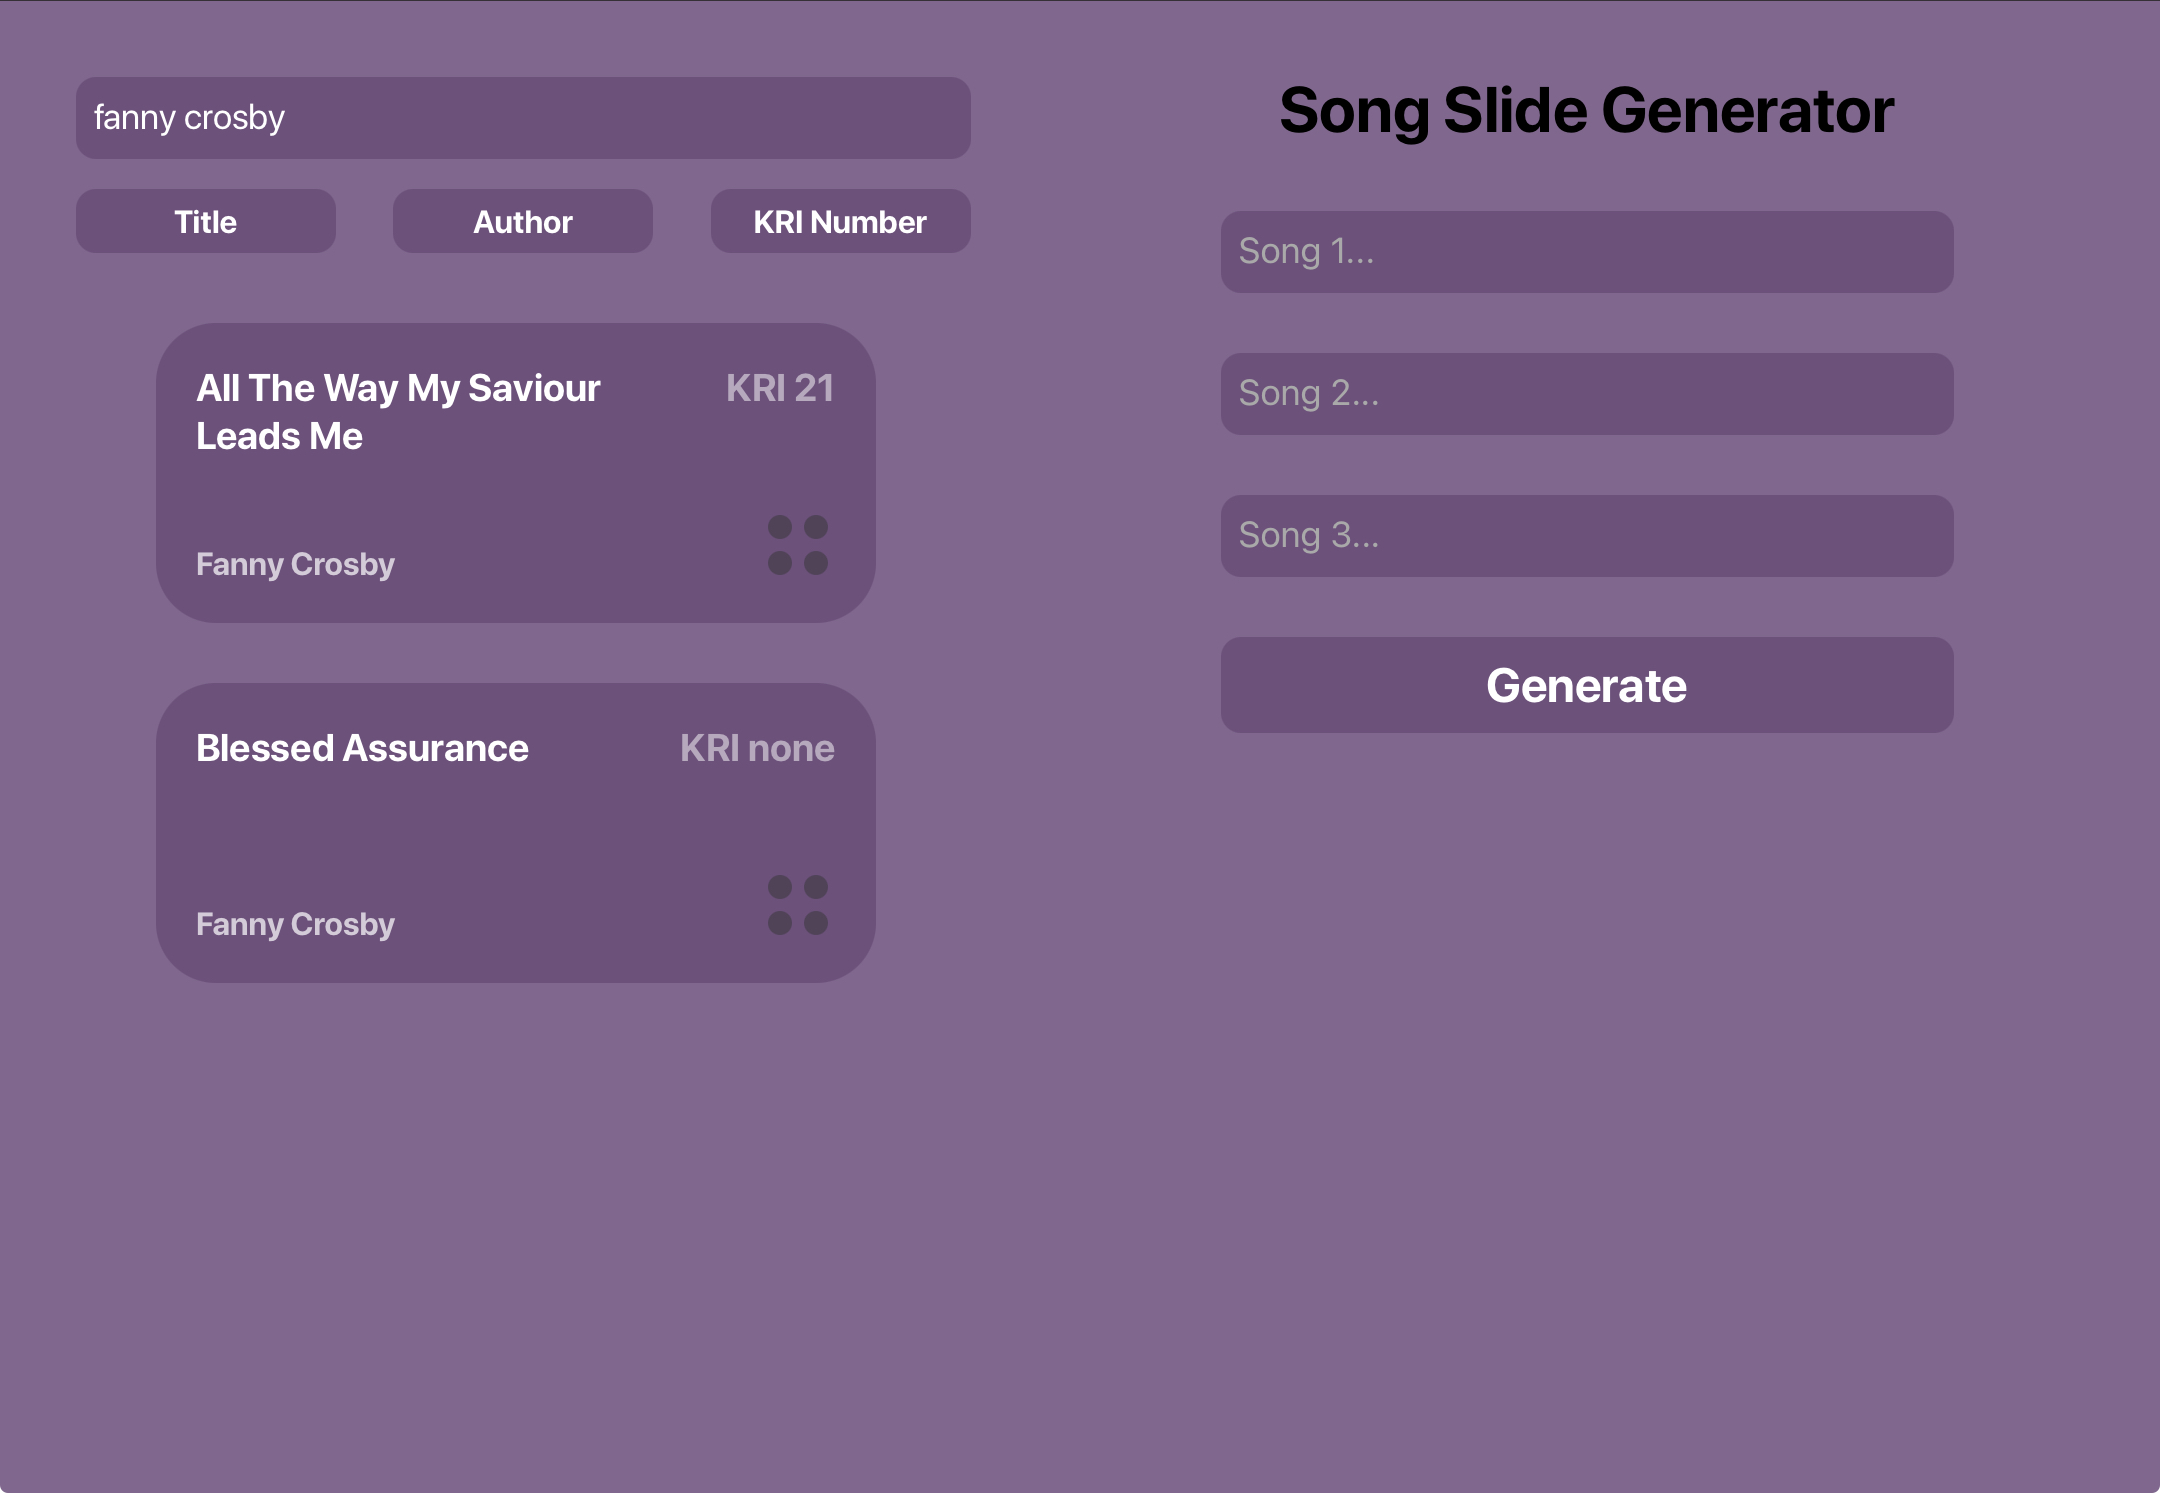 fanny crosby
Title
Author
KRI Number
All The Way My Saviour
Leads Me
KRI 21
Fanny Crosby
Blessed Assurance
KRI none
Fanny Crosby
Song Slide Generator
Song 1...
Song 2...
Song 3...
Generate